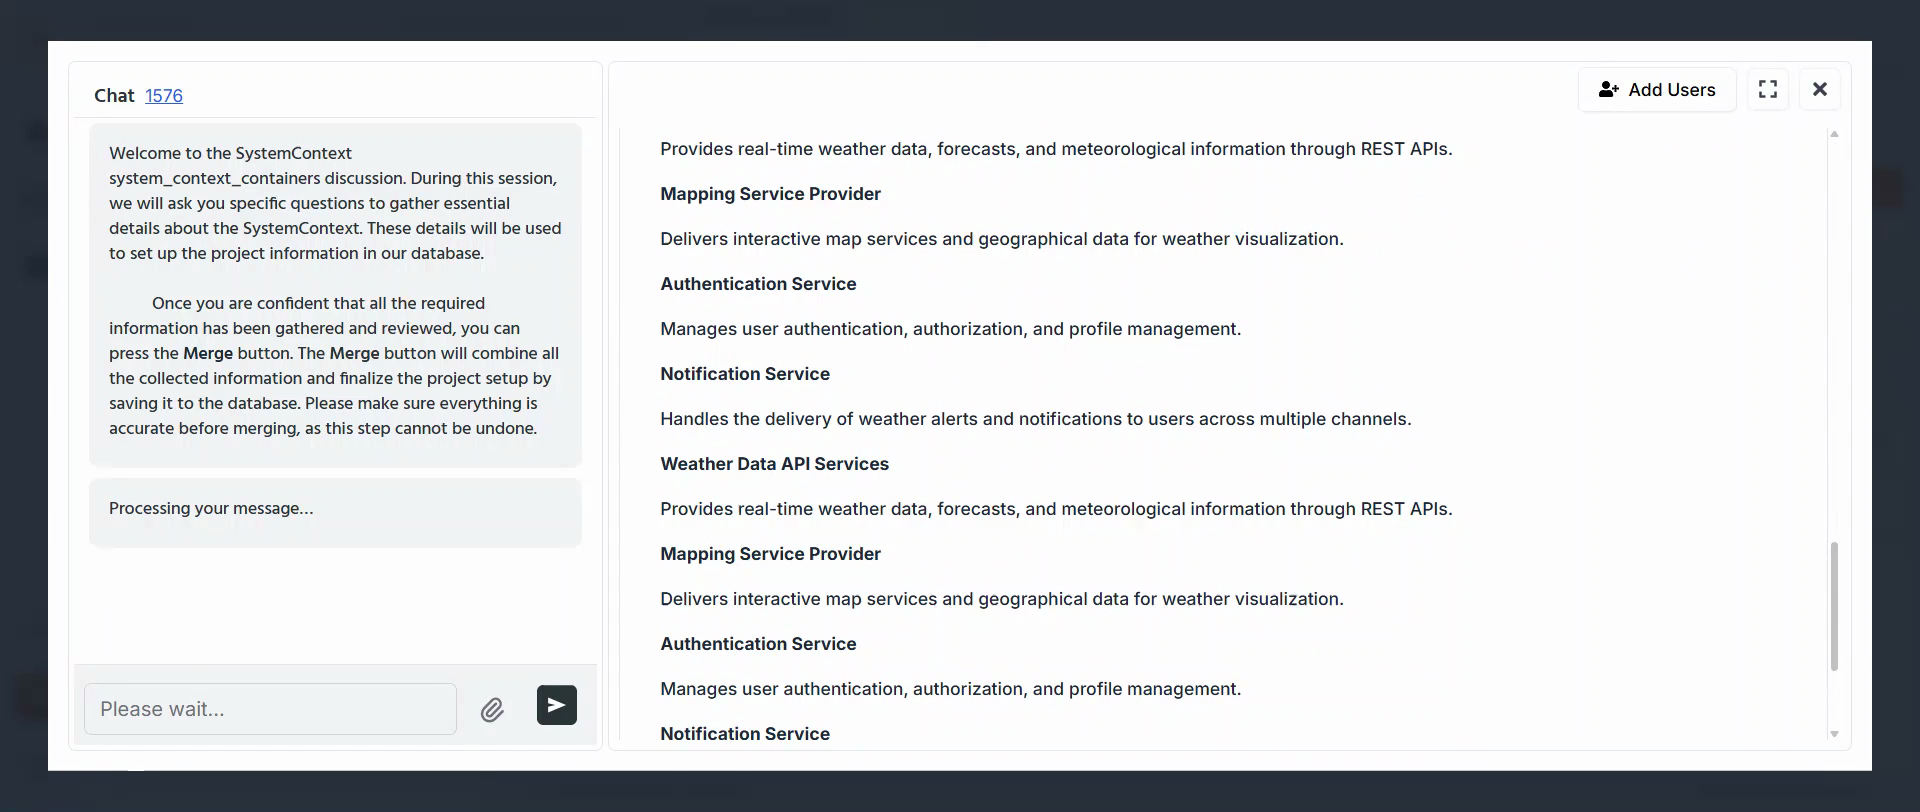 Chat 1576
Welcome to the SystemContext
system_context_containers discussion. During this session,
we will ask you specific questions to gather essential
details about the SystemContext. These details will be used
to set up the project information in our database.
Once you are confident that all the required
information has been gathered and reviewed, you can
press the Merge button. The Merge button will combine all
the collected information and finalize the project setup by
saving it to the database. Please make sure everything is
accurate before merging, as this step cannot be undone.
Processing your message...
Please wait...
Add Users
Provides real-time weather data, forecasts, and meteorological information through REST APIs.
Mapping Service Provider
Delivers interactive map services and geographical data for weather visualization.
Authentication Service
Manages user authentication, authorization, and profile management.
Notification Service
Handles the delivery of weather alerts and notifications to users across multiple channels.
Weather Data API Services
Provides real-time weather data, forecasts, and meteorological information through REST APIs.
Mapping Service Provider
Delivers interactive map services and geographical data for weather visualization.
Authentication Service
Manages user authentication, authorization, and profile management.
Notification Service